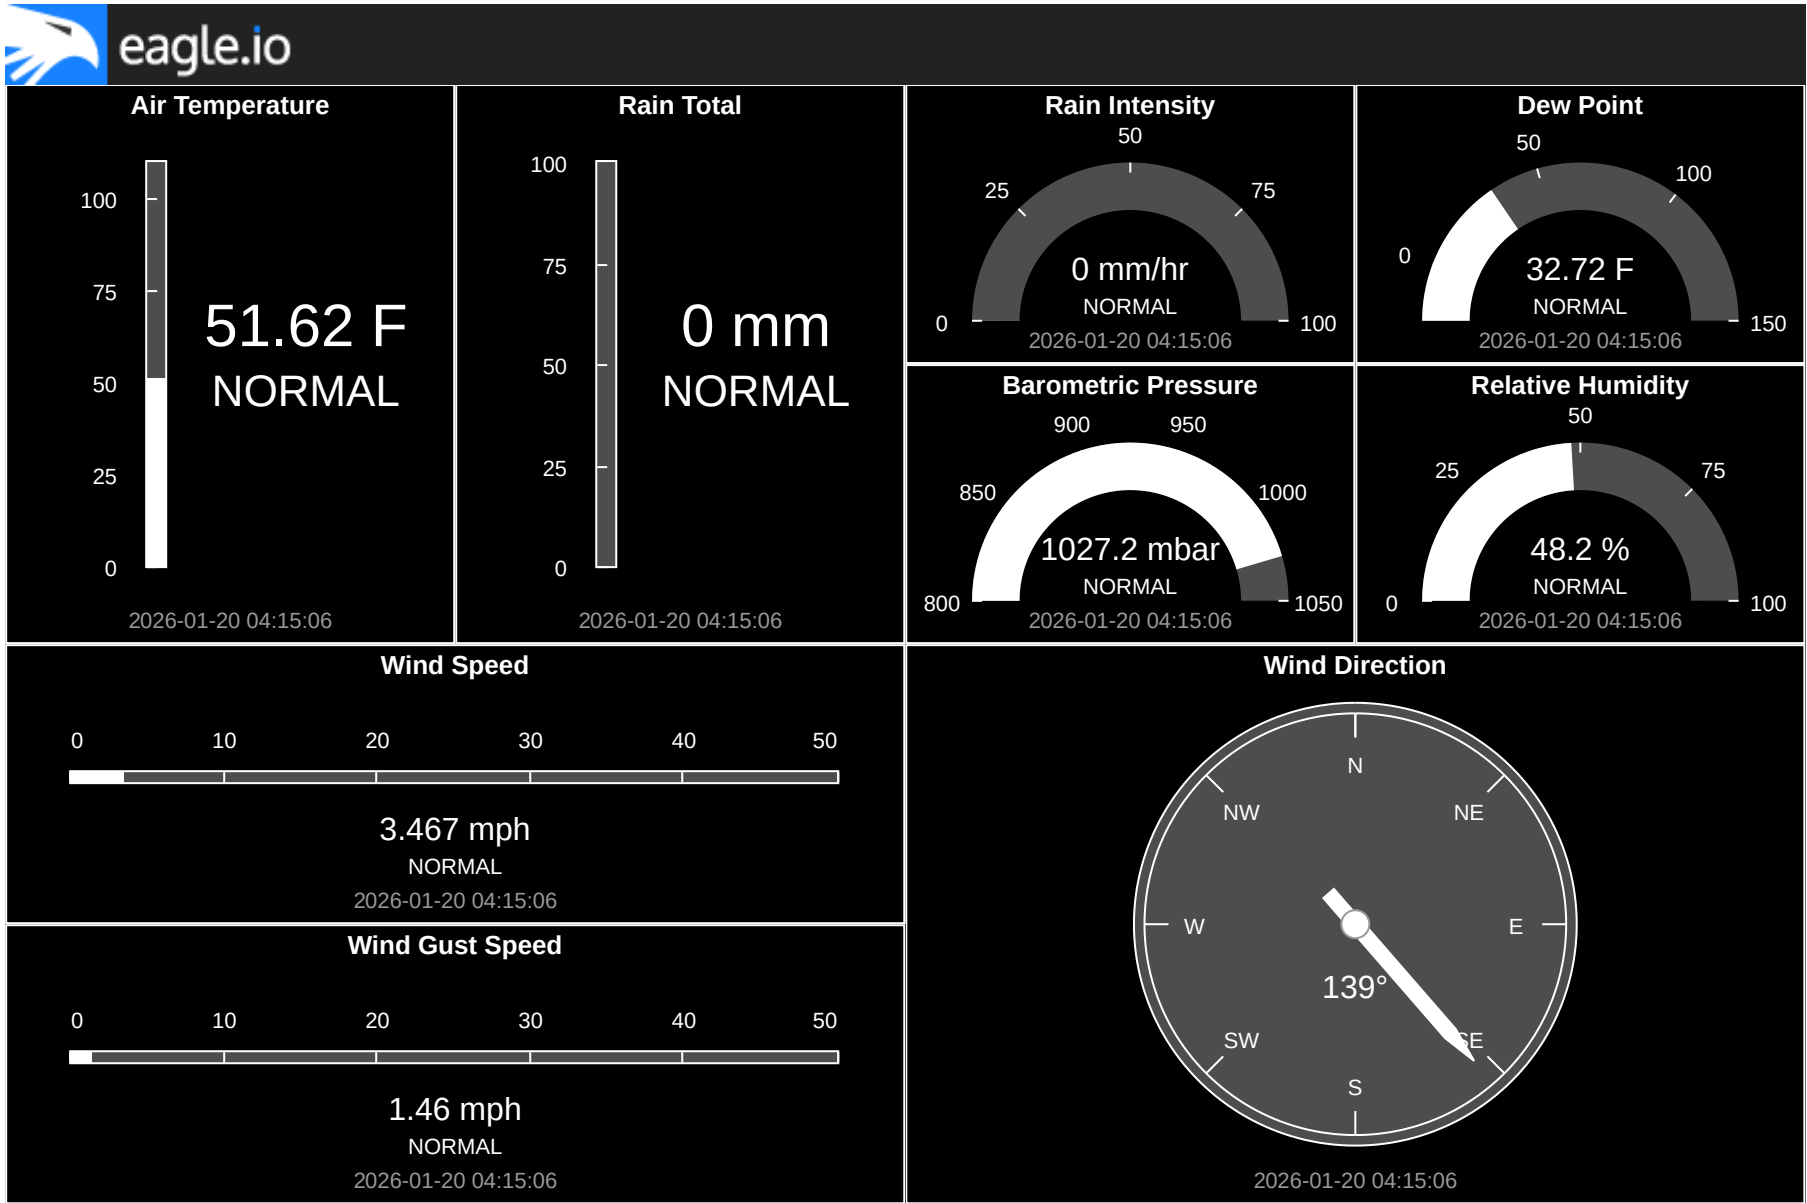 eagle.io
Air Temperature
100
75
50
25
0
51.62 F
NORMAL
2026-01-20 04:15:06
Rain Total
100
75
50
25
0
0 mm
NORMAL
2026-01-20 04:15:06
Rain Intensity
50
25
75
0
100
0 mm/hr
NORMAL
2026-01-20 04:15:06
Dew Point
50
100
0
150
32.72 F
NORMAL
2026-01-20 04:15:06
Barometric Pressure
900
950
850
1000
800
1050
1027.2 mbar
NORMAL
2026-01-20 04:15:06
Relative Humidity
50
25
75
0
100
48.2 %
NORMAL
2026-01-20 04:15:06
Wind Speed
0 10 20 30 40 50
3.467 mph
NORMAL
2026-01-20 04:15:06
Wind Gust Speed
0 10 20 30 40 50
1.46 mph
NORMAL
2026-01-20 04:15:06
Wind Direction
N
NW NE
W E
139°
SW SE
S
2026-01-20 04:15:06